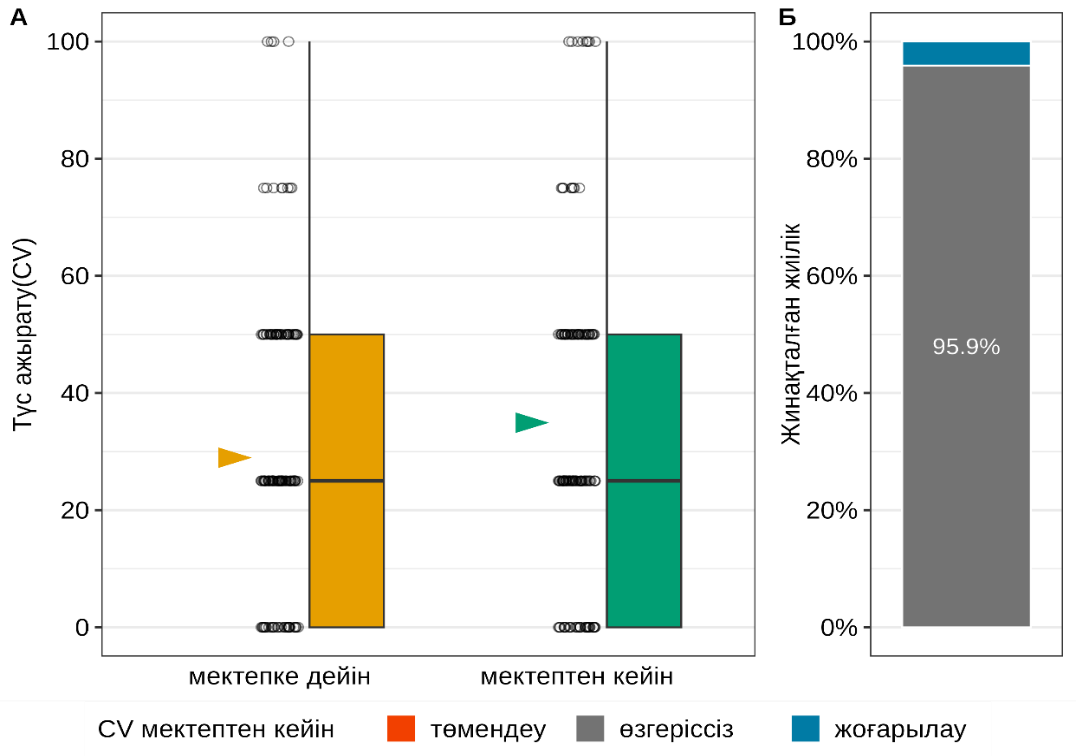 А
Б
Түс ажырату(CV)
100
80
60
40
20
0
мектепке дейін
мектептен кейін
Жинақталған жиілік
100%
80%
60%
40%
20%
0%
95.9%
CV мектептен кейін
төмендеу
өзгеріссіз
жоғарылау